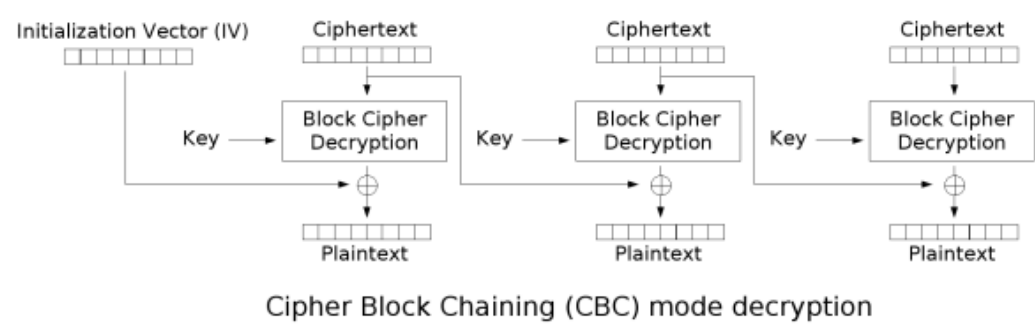 Initialization Vector (IV)
Ciphertext
Ciphertext
Ciphertext
Key
Block Cipher
Decryption
Key
Block Cipher
Decryption
Key
Block Cipher
Decryption
Plaintext
Plaintext
Plaintext
Cipher Block Chaining (CBC) mode decryption